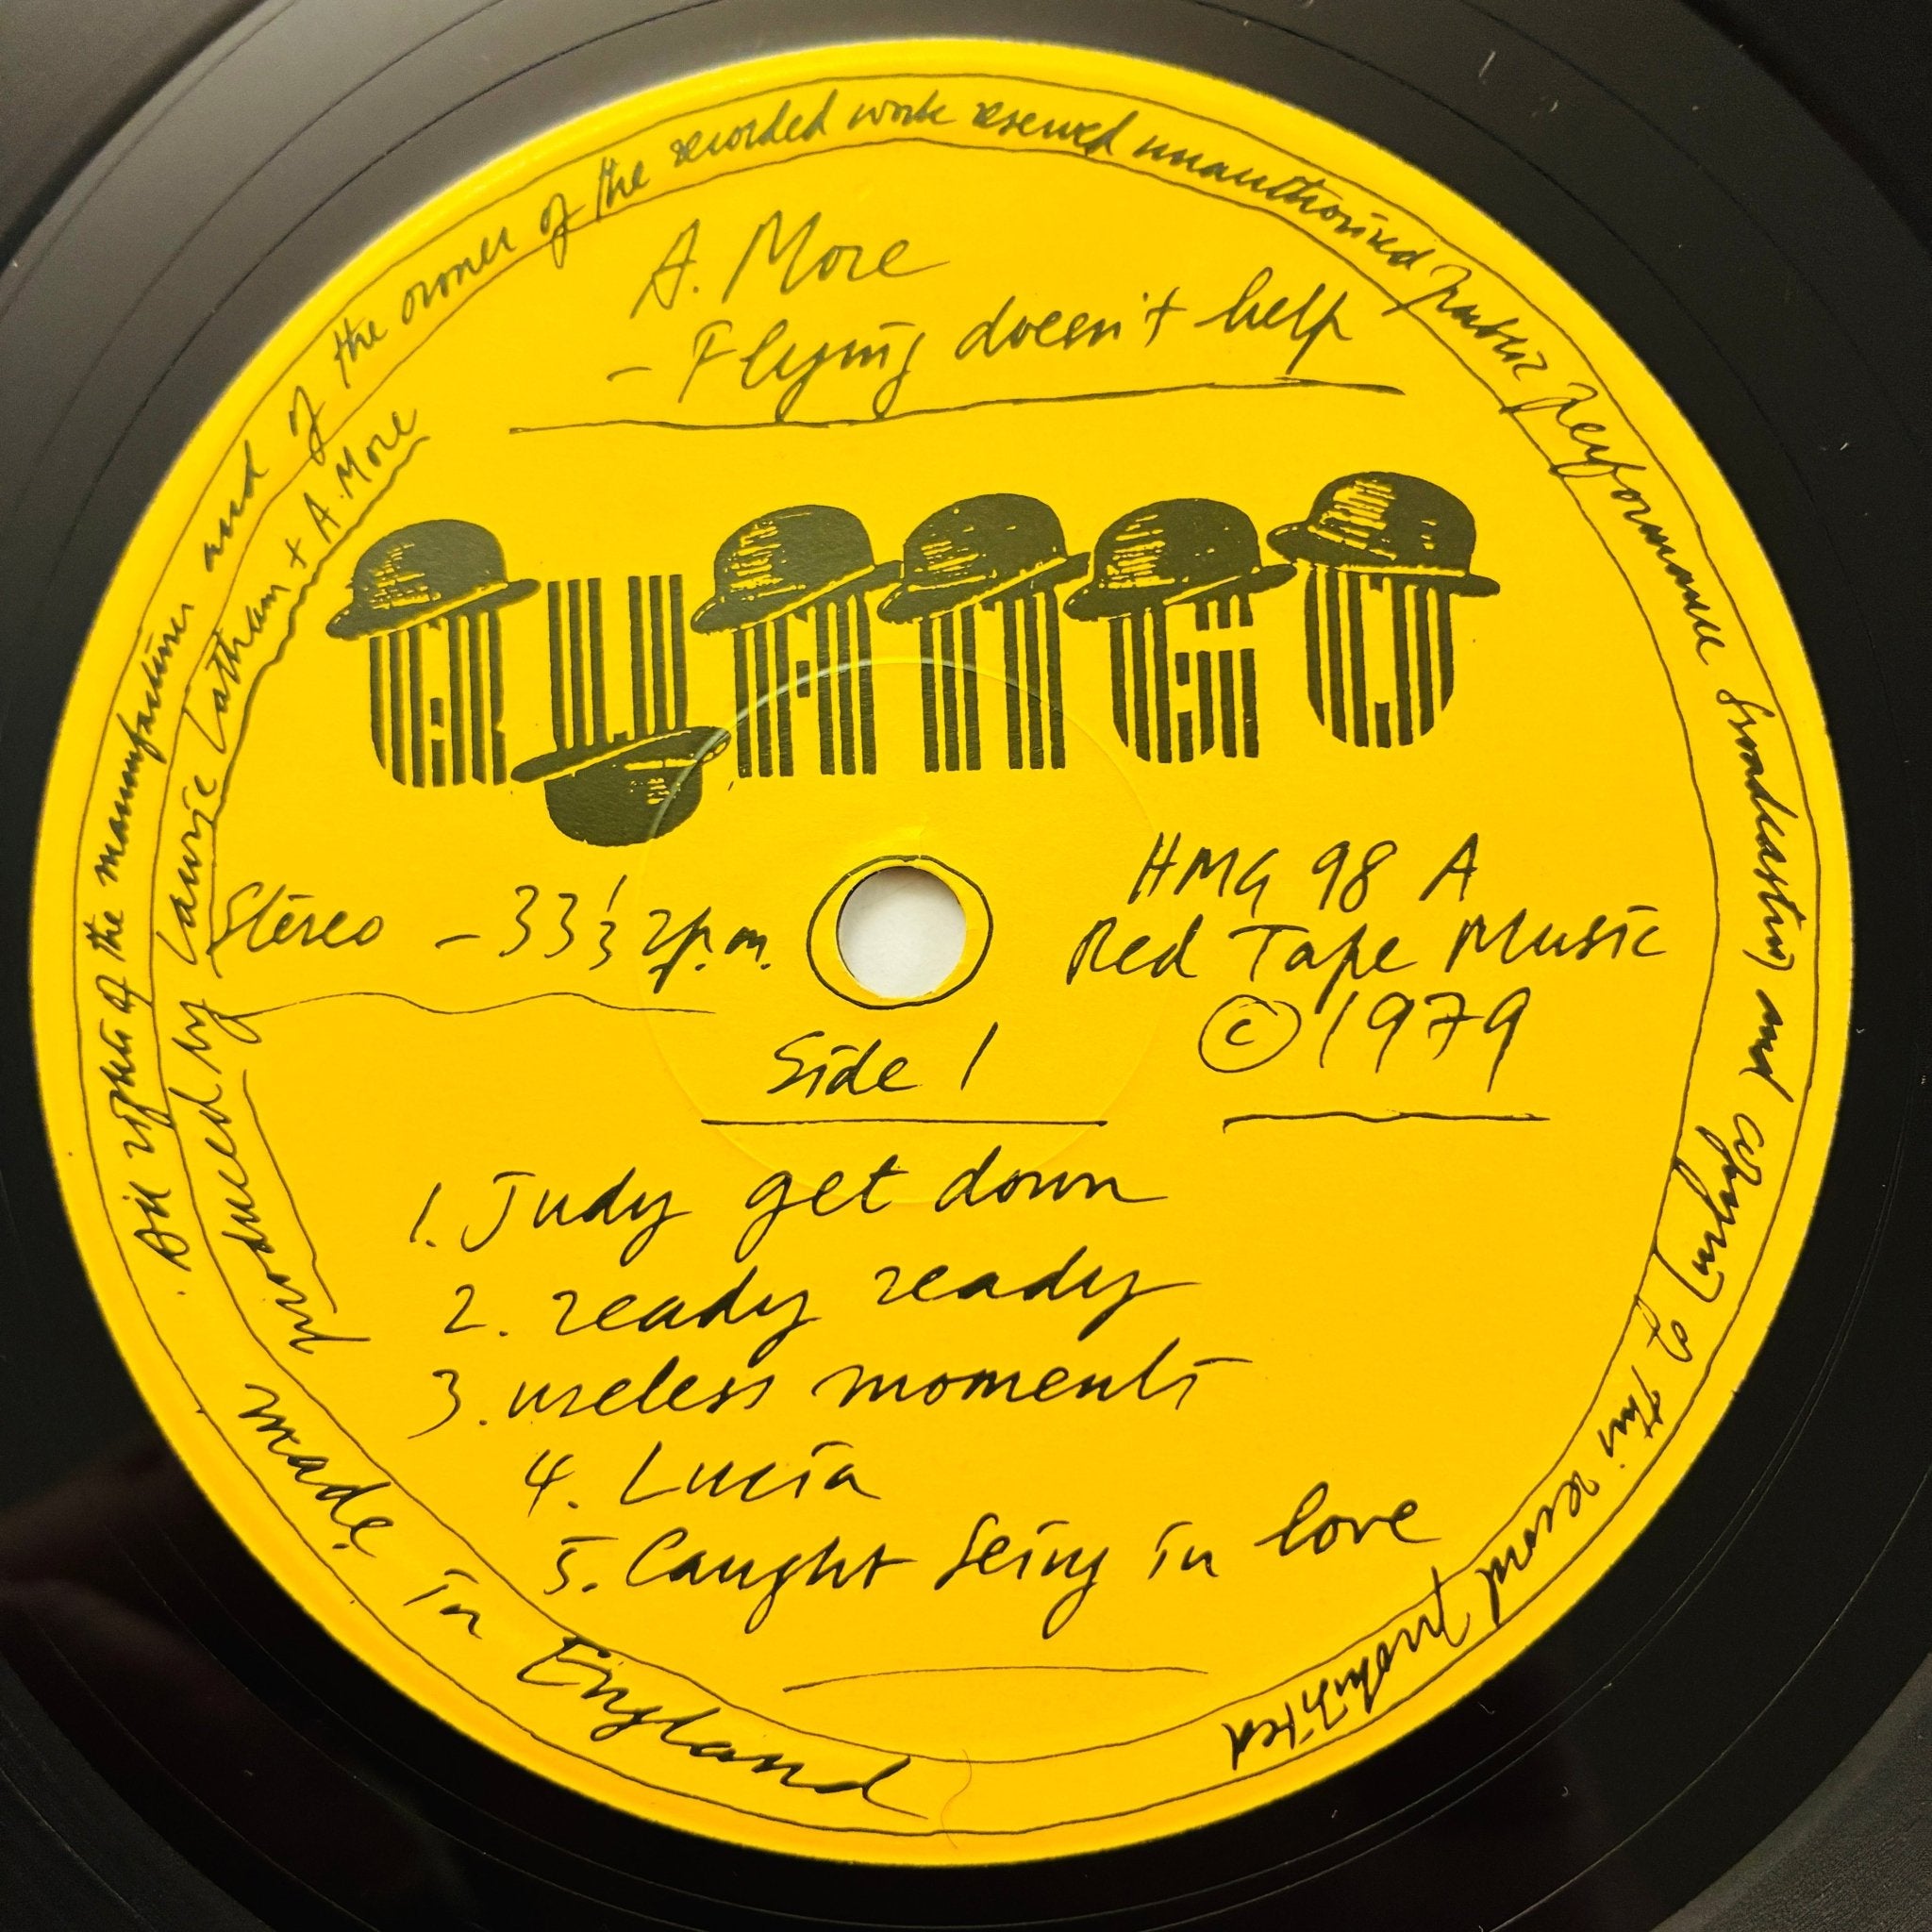 All rights of the manufacturer and of the owner of the recorded work reserved unauthorised public performance broadcasting and copying of this record prohibited
A. More
- Flying doesn't help
QUANGO
Produced by Laurie Latham + A. More
Stereo - 33 1/3 r.p.m.
HMG 98 A
Red Tape Music
© 1979
Side 1
1. Judy get down
2. ready ready
3. useless moments
4. Lucia
5. Caught being in love
made in England